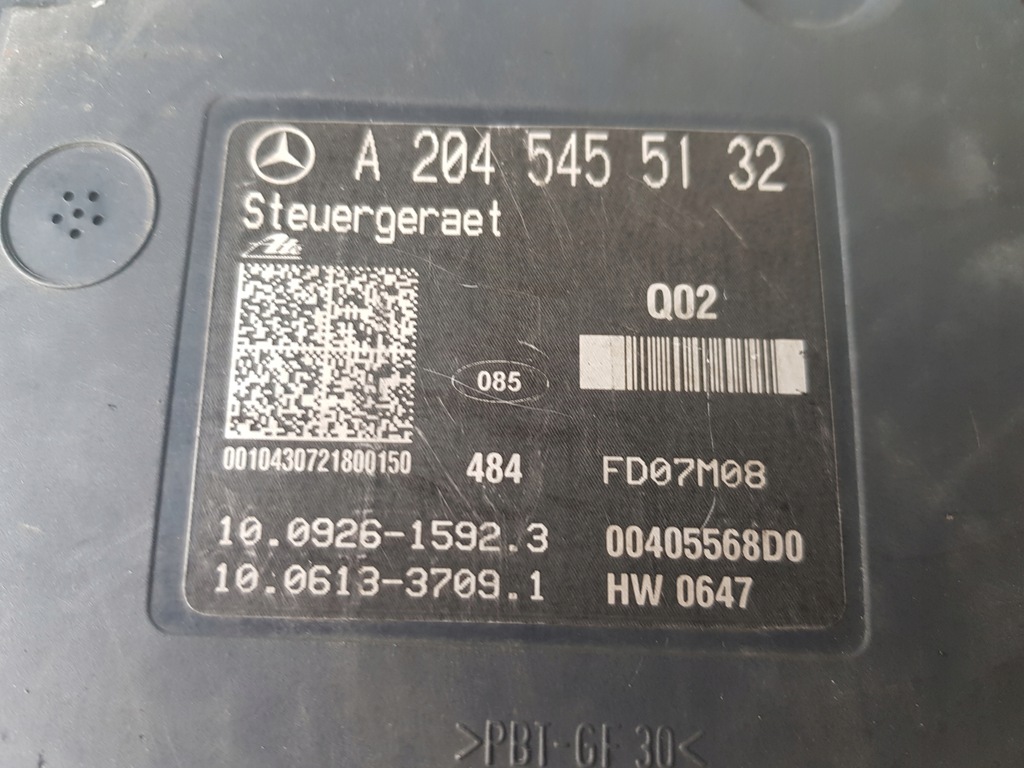 A 204 545 51 32
Steuergeraet
Ate
Q02
085
0010430721800150
484
FD07M08
10.0926-1592.3
00405568D0
10.0613-3709.1
HW 0647
>PBT-GF 30<